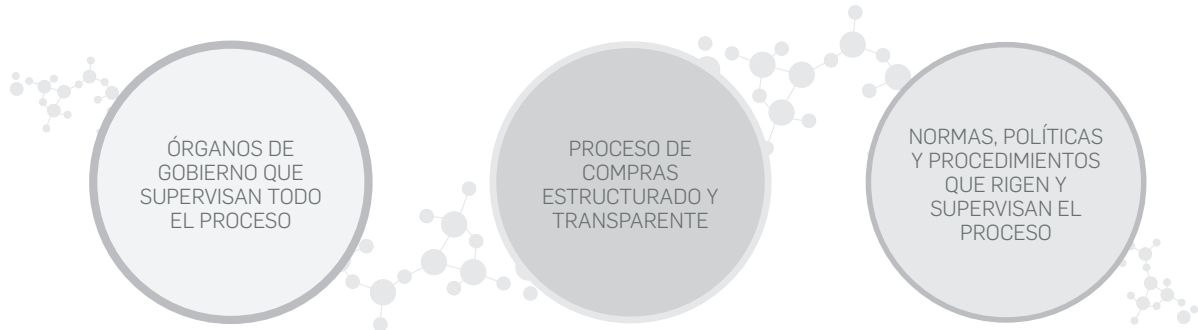 ÓRGANOS DE
GOBIERNO QUE
SUPERVISAN TODO
EL PROCESO
PROCESO DE
COMPRAS
ESTRUCTURADO Y
TRANSPARENTE
NORMAS, POLÍTICAS
Y PROCEDIMIENTOS
QUE RIGEN Y
SUPERVISAN EL
PROCESO